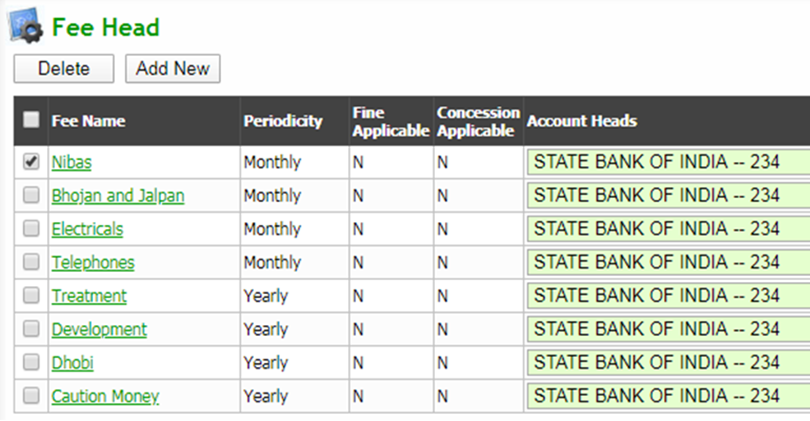 Fee Head
Delete Add New
Fee Name Periodicity Fine Applicable Concession Applicable Account Heads
Nibas Monthly N N STATE BANK OF INDIA -- 234
Bhojan and Jalpan Monthly N N STATE BANK OF INDIA -- 234
Electricals Monthly N N STATE BANK OF INDIA -- 234
Telephones Monthly N N STATE BANK OF INDIA -- 234
Treatment Yearly N N STATE BANK OF INDIA -- 234
Development Yearly N N STATE BANK OF INDIA -- 234
Dhobi Yearly N N STATE BANK OF INDIA -- 234
Caution Money Yearly N N STATE BANK OF INDIA -- 234